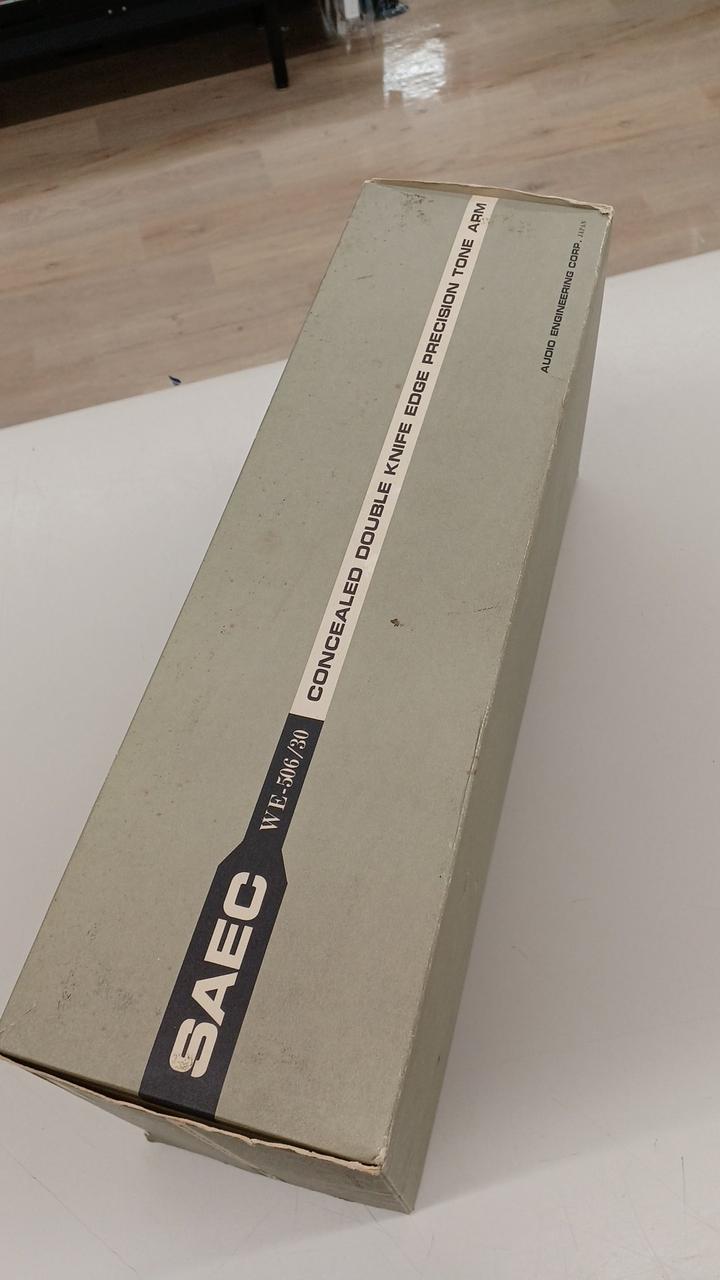 SAEC
WE-506/30
CONCEALED DOUBLE KNIFE EDGE PRECISION TONE ARM
AUDIO ENGINEERING CORP. JAPAN